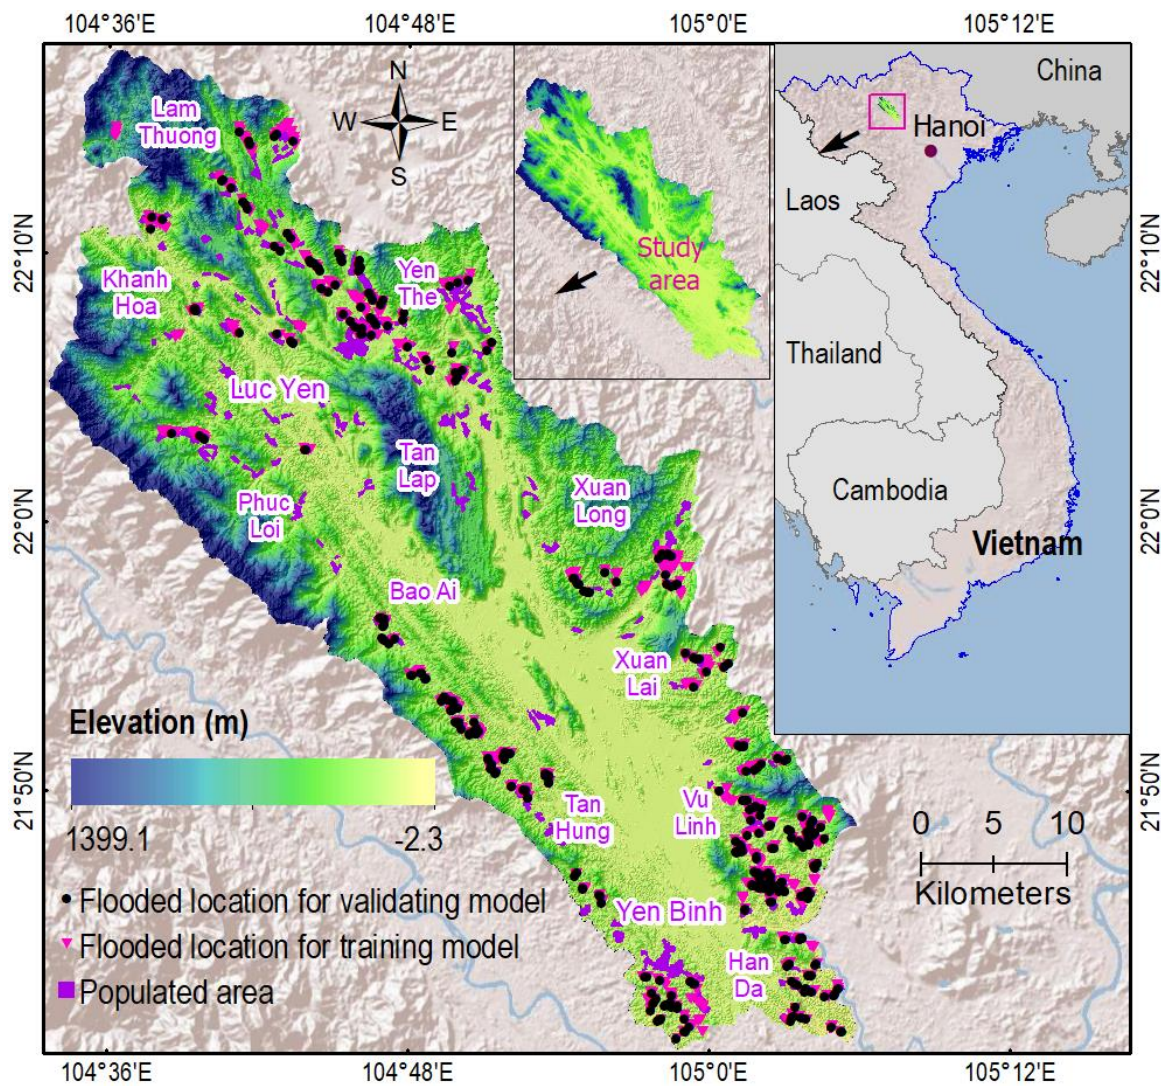 104°36'E
104°48'E
105°0'E
105°12'E
N
W
E
S
Lam
Thuong
Khanh
Hoa
Yen
The
Luc Yen
Tan
Lap
Phuc
Loi
Xuan
Long
Bao Ai
Xuan
Lai
Tan
Hung
Vu
Linh
Yen Binh
Han
Da
Study
area
China
Hanoi
Laos
Thailand
Cambodia
Vietnam
22°10'N
22°0'N
21°50'N
22°10'N
22°0'N
21°50'N
Elevation (m)
1399.1
-2.3
Flooded location for validating model
Flooded location for training model
Populated area
0 5 10
Kilometers
104°36'E
104°48'E
105°0'E
105°12'E